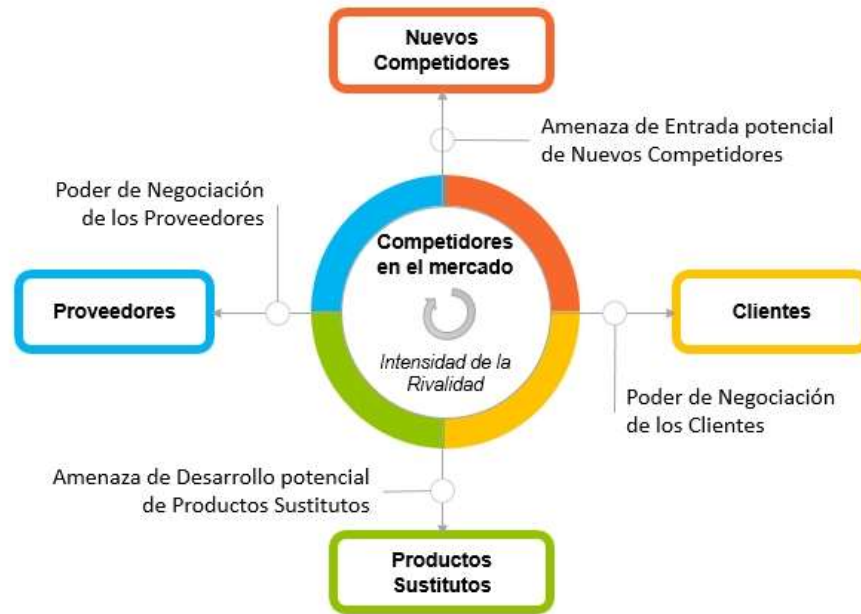 Nuevos
Competidores
Amenaza de Entrada potencial
de Nuevos Competidores
Poder de Negociación
de los Proveedores
Competidores
en el mercado
Proveedores
Clientes
Intensidad de la
Rivalidad
Poder de Negociación
de los Clientes
Amenaza de Desarrollo potencial
de Productos Sustitutos
Productos
Sustitutos